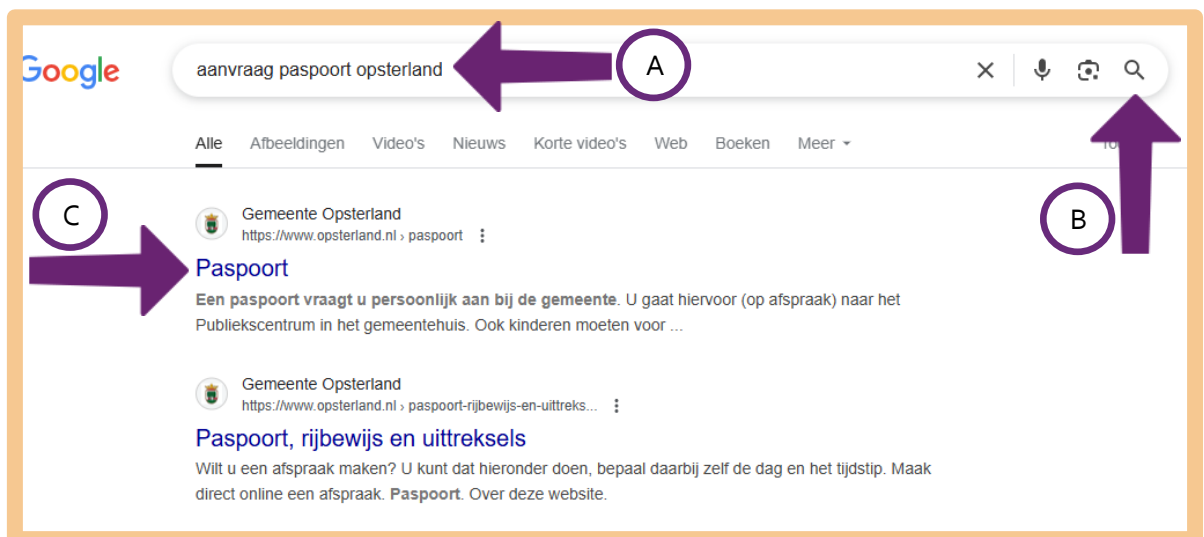 Google
aanvraag paspoort opsterland
A
Alle Afbeeldingen Video's Nieuws Korte video's Web Boeken Meer
B
C
Gemeente Opsterland
https://www.opsterland.nl › paspoort
Paspoort
Een paspoort vraagt u persoonlijk aan bij de gemeente. U gaat hiervoor (op afspraak) naar het
Publiekscentrum in het gemeentehuis. Ook kinderen moeten voor ...
Gemeente Opsterland
https://www.opsterland.nl › paspoort-rijbewijs-en-uittreks...
Paspoort, rijbewijs en uittreksels
Wilt u een afspraak maken? U kunt dat hieronder doen, bepaal daarbij zelf de dag en het tijdstip. Maak
direct online een afspraak. Paspoort. Over deze website.